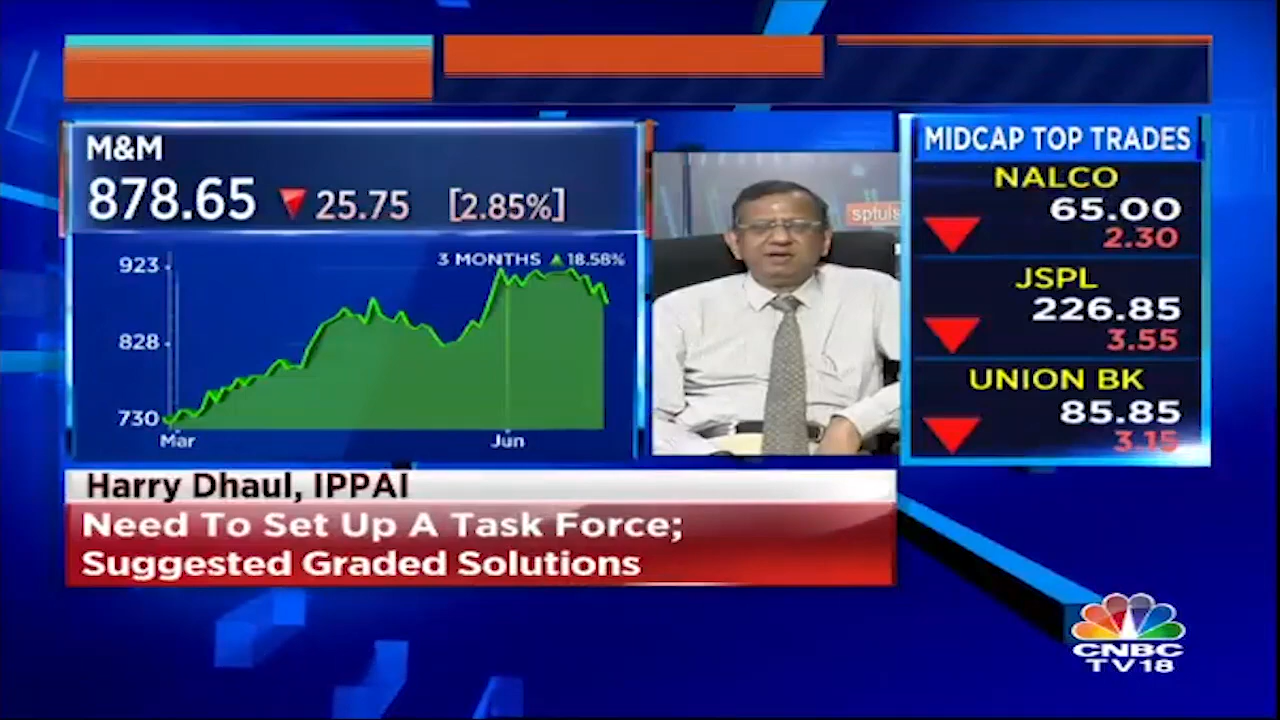 M&M
878.65 ▼ 25.75 [2.85%]
3 MONTHS ▲ 18.58%
923
828
730
Mar Jun
sptuls
MIDCAP TOP TRADES
NALCO
65.00
▼ 2.30
JSPL
226.85
▼ 3.55
UNION BK
85.85
▼ 3.15
Harry Dhaul, IPPAI
Need To Set Up A Task Force;
Suggested Graded Solutions
CNBC
TV18